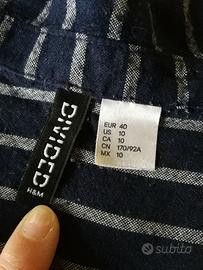 DIVIDED
H&M
EUR 40
US 10
CA 10
CN 170/92A
MX 10
subito